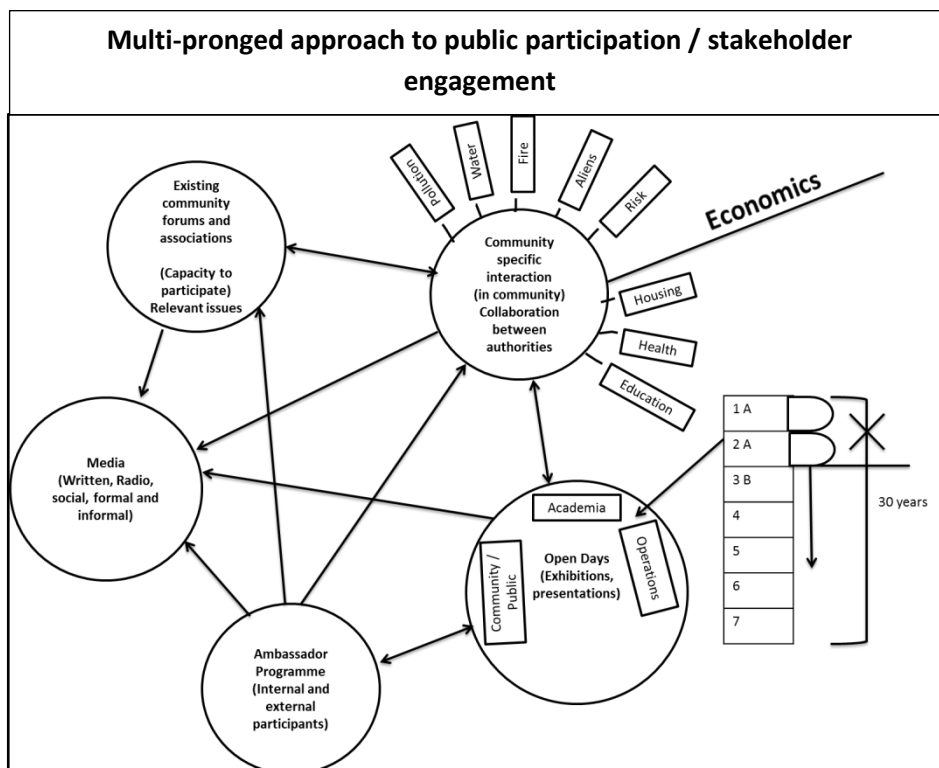 Multi-pronged approach to public participation / stakeholder
engagement
Existing
community
forums and
associations
(Capacity to
participate)
Relevant issues
Pollution
Water
Fire
Aliens
Risk
Economics
Community
specific
interaction
(in community)
Collaboration
between
authorities
Housing
Health
Education
Media
(Written, Radio,
social, formal and
informal)
Academia
Community /
Public
Open Days
(Exhibitions,
presentations)
Operations
1 A
2 A
3 B
4
5
6
7
30 years
Ambassador
Programme
(Internal and
external
participants)